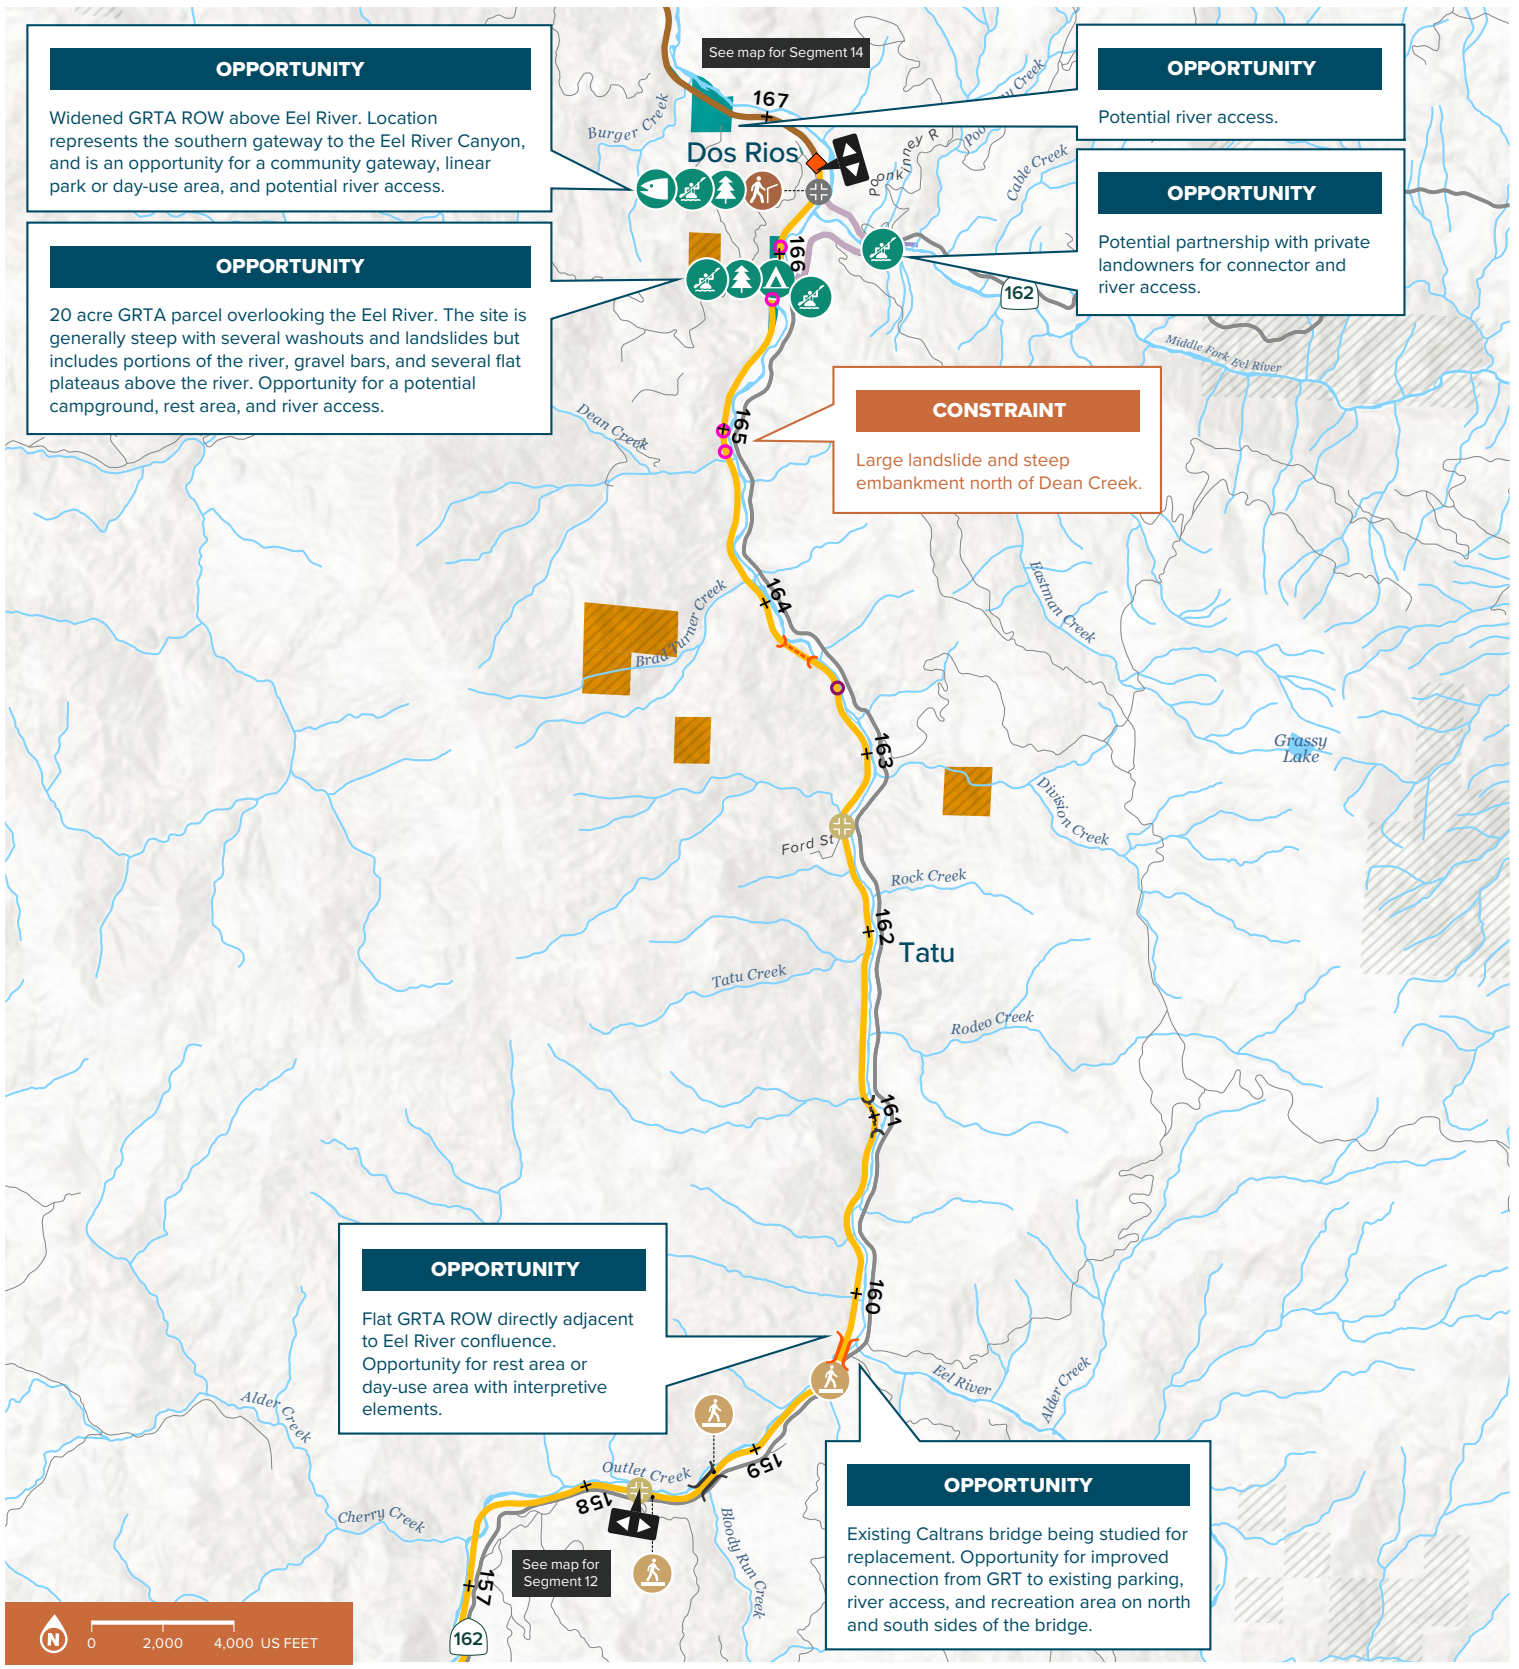 OPPORTUNITY
Widened GRTA ROW above Eel River. Location
represents the southern gateway to the Eel River Canyon,
and is an opportunity for a community gateway, linear
park or day-use area, and potential river access.
OPPORTUNITY
20 acre GRTA parcel overlooking the Eel River. The site is
generally steep with several washouts and landslides but
includes portions of the river, gravel bars, and several flat
plateaus above the river. Opportunity for a potential
campground, rest area, and river access.
See map for Segment 14
OPPORTUNITY
Potential river access.
OPPORTUNITY
Potential partnership with private
landowners for connector and
river access.
167
Burger Creek
Dos Rios
Cable Creek
166
162
Middle Fork Eel River
CONSTRAINT
Large landslide and steep
embankment north of Dean Creek.
Dean Creek
165
164
Brad Turner Creek
Eastman Creek
163
Grassy
Lake
Division Creek
Ford St
Rock Creek
162
Tatu
Tatu Creek
Rodeo Creek
161
160
OPPORTUNITY
Flat GRTA ROW directly adjacent
to Eel River confluence.
Opportunity for rest area or
day-use area with interpretive
elements.
Eel River
Alder Creek
Alder Creek
159
Outlet Creek
158
Cherry Creek
Bloody Run Creek
157
See map for
Segment 12
162
OPPORTUNITY
Existing Caltrans bridge being studied for
replacement. Opportunity for improved
connection from GRT to existing parking,
river access, and recreation area on north
and south sides of the bridge.
N
0 2,000 4,000 US FEET